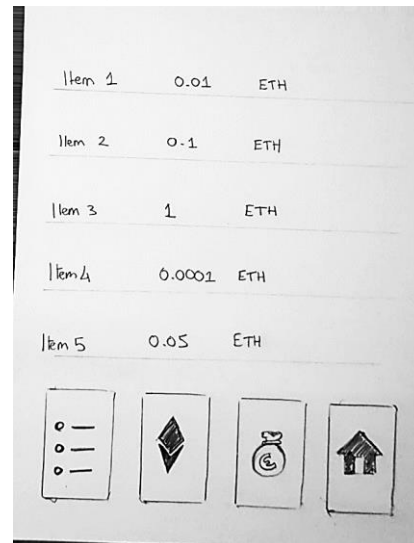 Item 1 0.01 ETH
Item 2 0.1 ETH
Item 3 1 ETH
Item 4 0.0001 ETH
Item 5 0.05 ETH
€